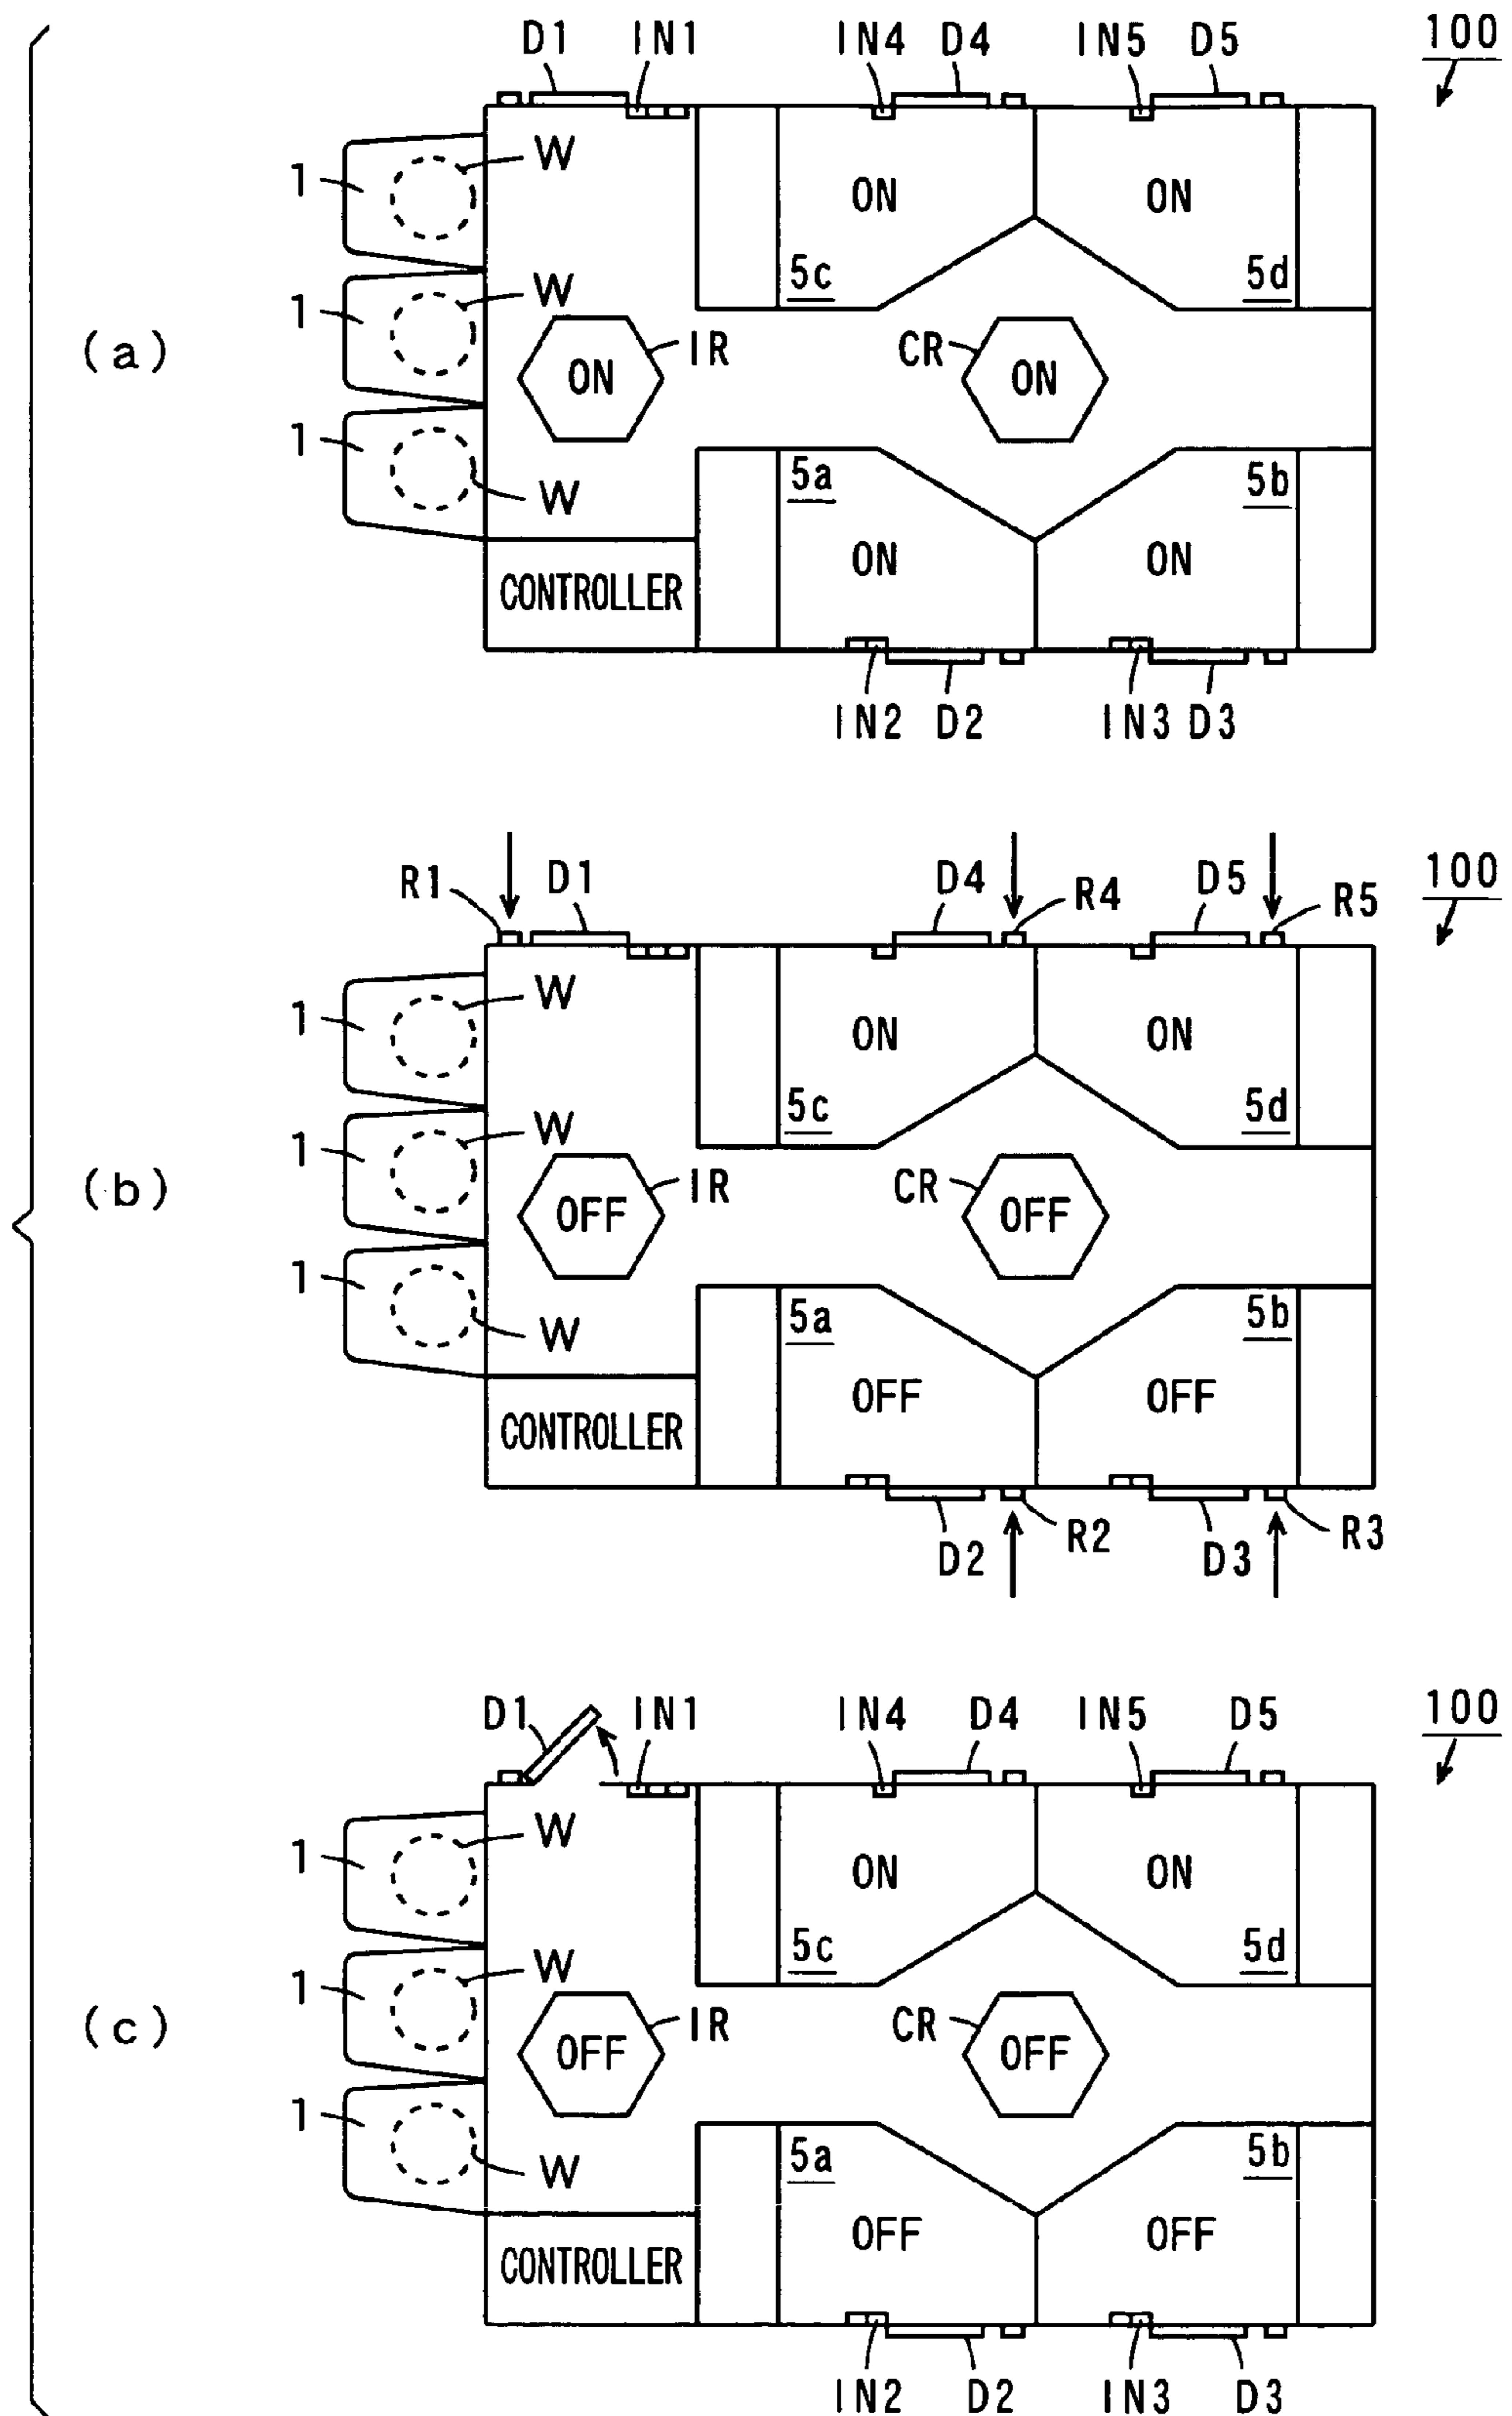 D1 IN1 IN4 D4 IN5 D5 100
W
1 ON ON
W 5c 5d
1
(a) ON IR CR ON
1 5a 5b
W
ON ON
CONTROLLER
IN2 D2 IN3 D3
R1 D1 D4 R4 D5 R5 100
W
1 ON ON
W 5c 5d
1
(b) OFF IR CR OFF
1 5a 5b
W
OFF OFF
CONTROLLER
D2 R2 D3 R3
D1 IN1 IN4 D4 IN5 D5 100
W
1 ON ON
W 5c 5d
1
(c) OFF IR CR OFF
1 5a 5b
W
OFF OFF
CONTROLLER
IN2 D2 IN3 D3